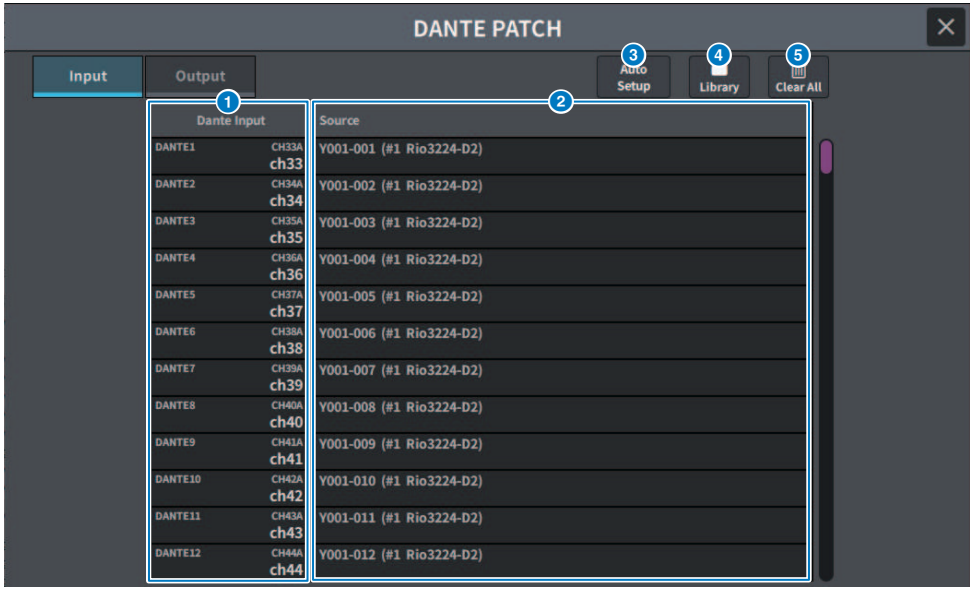 DANTE PATCH
Input
Output
3
Auto
Setup
4
Library
5
Clear All
1
Dante Input
2
Source
DANTE1 CH33A Y001-001 (#1 Rio3224-D2)
ch33
DANTE2 CH34A Y001-002 (#1 Rio3224-D2)
ch34
DANTE3 CH35A Y001-003 (#1 Rio3224-D2)
ch35
DANTE4 CH36A Y001-004 (#1 Rio3224-D2)
ch36
DANTE5 CH37A Y001-005 (#1 Rio3224-D2)
ch37
DANTE6 CH38A Y001-006 (#1 Rio3224-D2)
ch38
DANTE7 CH39A Y001-007 (#1 Rio3224-D2)
ch39
DANTE8 CH40A Y001-008 (#1 Rio3224-D2)
ch40
DANTE9 CH41A Y001-009 (#1 Rio3224-D2)
ch41
DANTE10 CH42A Y001-010 (#1 Rio3224-D2)
ch42
DANTE11 CH43A Y001-011 (#1 Rio3224-D2)
ch43
DANTE12 CH44A Y001-012 (#1 Rio3224-D2)
ch44